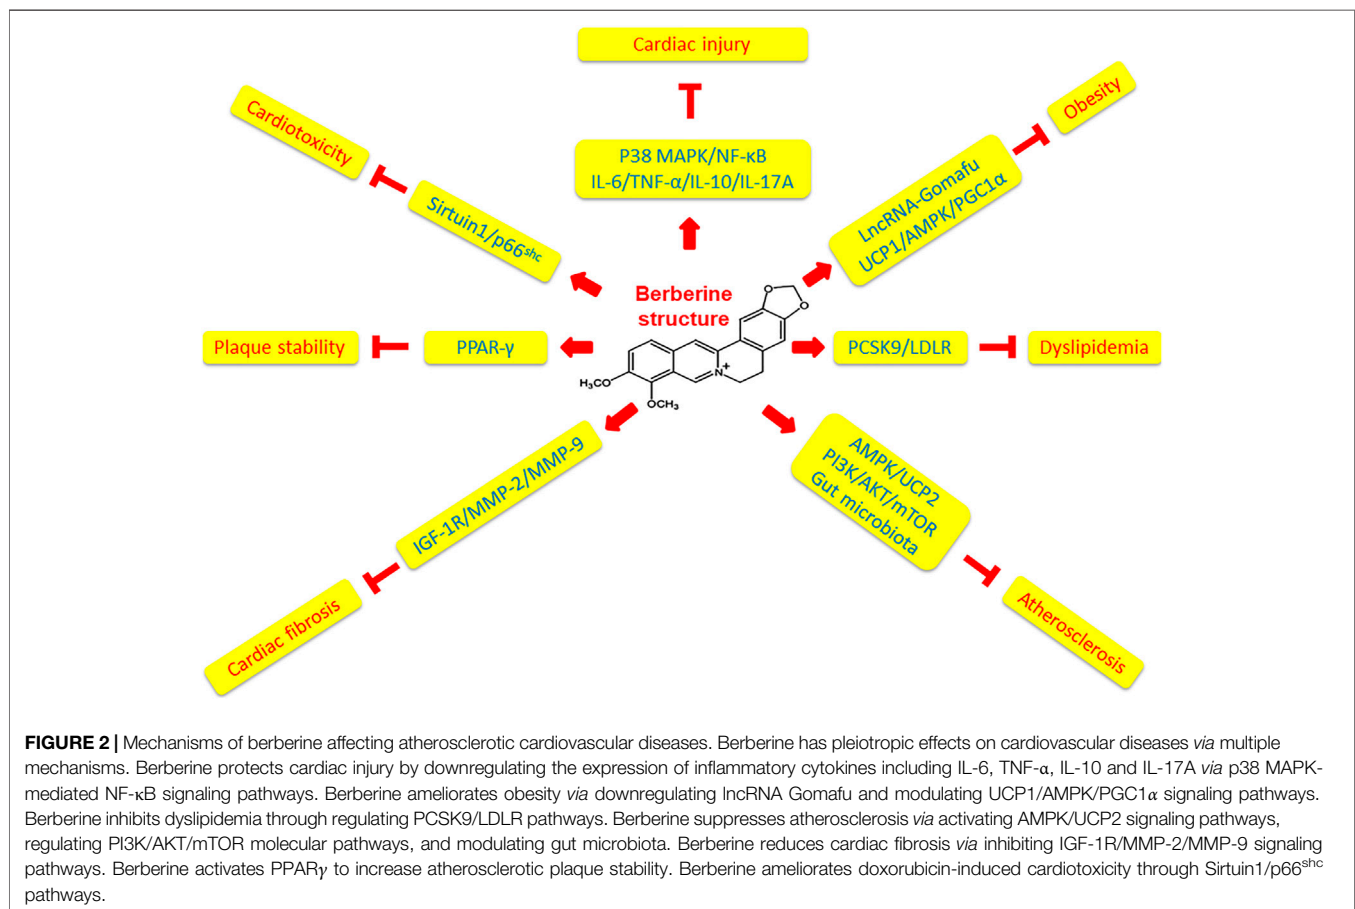 Cardiac injury
Obesity
Cardiotoxicity
P38 MAPK/NF-κB
IL-6/TNF-α/IL-10/IL-17A
LncRNA-Gomafu
UCP1/AMPK/PGC1α
Sirtuin1/p66shc
Berberine
structure
Plaque stability
PPAR-γ
PCSK9/LDLR
Dyslipidemia
O
O
N+
H₃CO
OCH₃
IGF-1R/MMP-2/MMP-9
AMPK/UCP2
PI3K/AKT/mTOR
Gut microbiota
Cardiac fibrosis
Atherosclerosis
FIGURE 2 | Mechanisms of berberine affecting atherosclerotic cardiovascular diseases. Berberine has pleiotropic effects on cardiovascular diseases via multiple
mechanisms. Berberine protects cardiac injury by downregulating the expression of inflammatory cytokines including IL-6, TNF-α, IL-10 and IL-17A via p38 MAPK-
mediated NF-κB signaling pathways. Berberine ameliorates obesity via downregulating lncRNA Gomafu and modulating UCP1/AMPK/PGC1α signaling pathways.
Berberine inhibits dyslipidemia through regulating PCSK9/LDLR pathways. Berberine suppresses atherosclerosis via activating AMPK/UCP2 signaling pathways,
regulating PI3K/AKT/mTOR molecular pathways, and modulating gut microbiota. Berberine reduces cardiac fibrosis via inhibiting IGF-1R/MMP-2/MMP-9 signaling
pathways. Berberine activates PPARγ to increase atherosclerotic plaque stability. Berberine ameliorates doxorubicin-induced cardiotoxicity through Sirtuin1/p66shc
pathways.